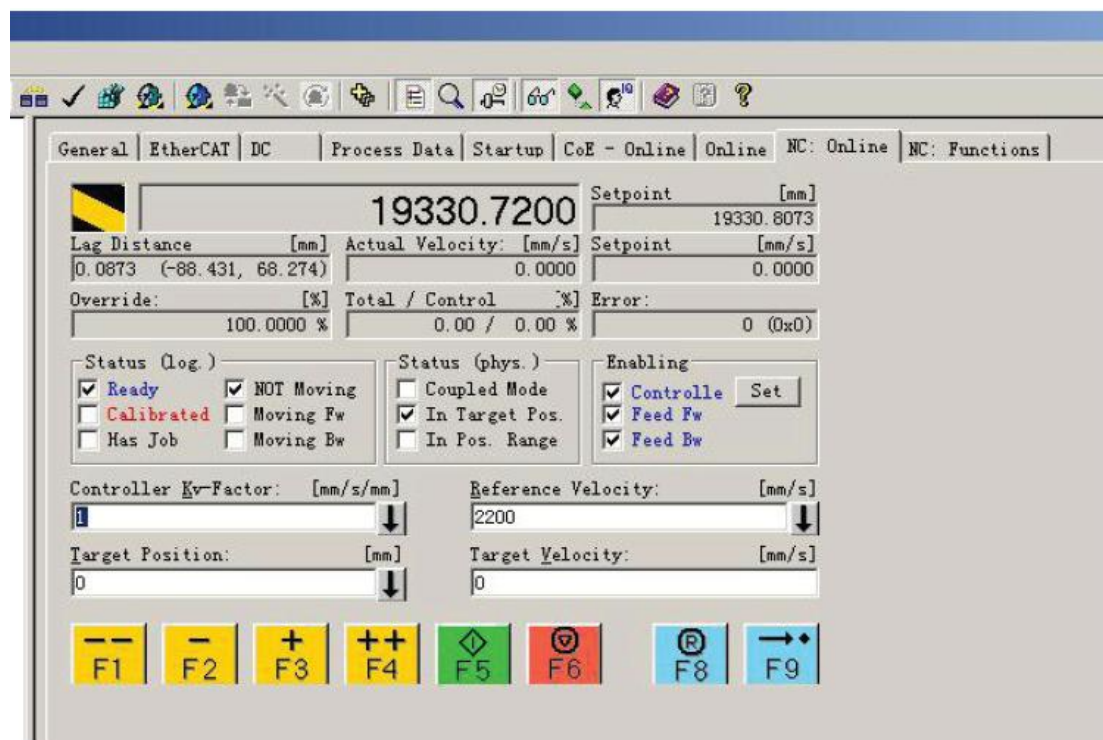 General EtherCAT DC Process Data Startup CoE - Online Online NC: Online NC: Functions
19330.7200
Setpoint [mm]
19330.8073
Lag Distance [mm] Actual Velocity: [mm/s] Setpoint [mm/s]
0.0873 (-88.431, 68.274) 0.0000 0.0000
Override: [%] Total / Control [%] Error:
100.0000 % 0.00 / 0.00 % 0 (0x0)
Status (log.) Status (phys.) Enabling
Ready NOT Moving Coupled Mode Controlle Set
Calibrated Moving Fw In Target Pos. Feed Fw
Has Job Moving Bw In Pos. Range Feed Bw
Controller Kv-Factor: [mm/s/mm] Reference Velocity: [mm/s]
1 2200
Target Position: [mm] Target Velocity: [mm/s]
0 0
-- - + ++ R
F1 F2 F3 F4 F5 F6 F8 F9